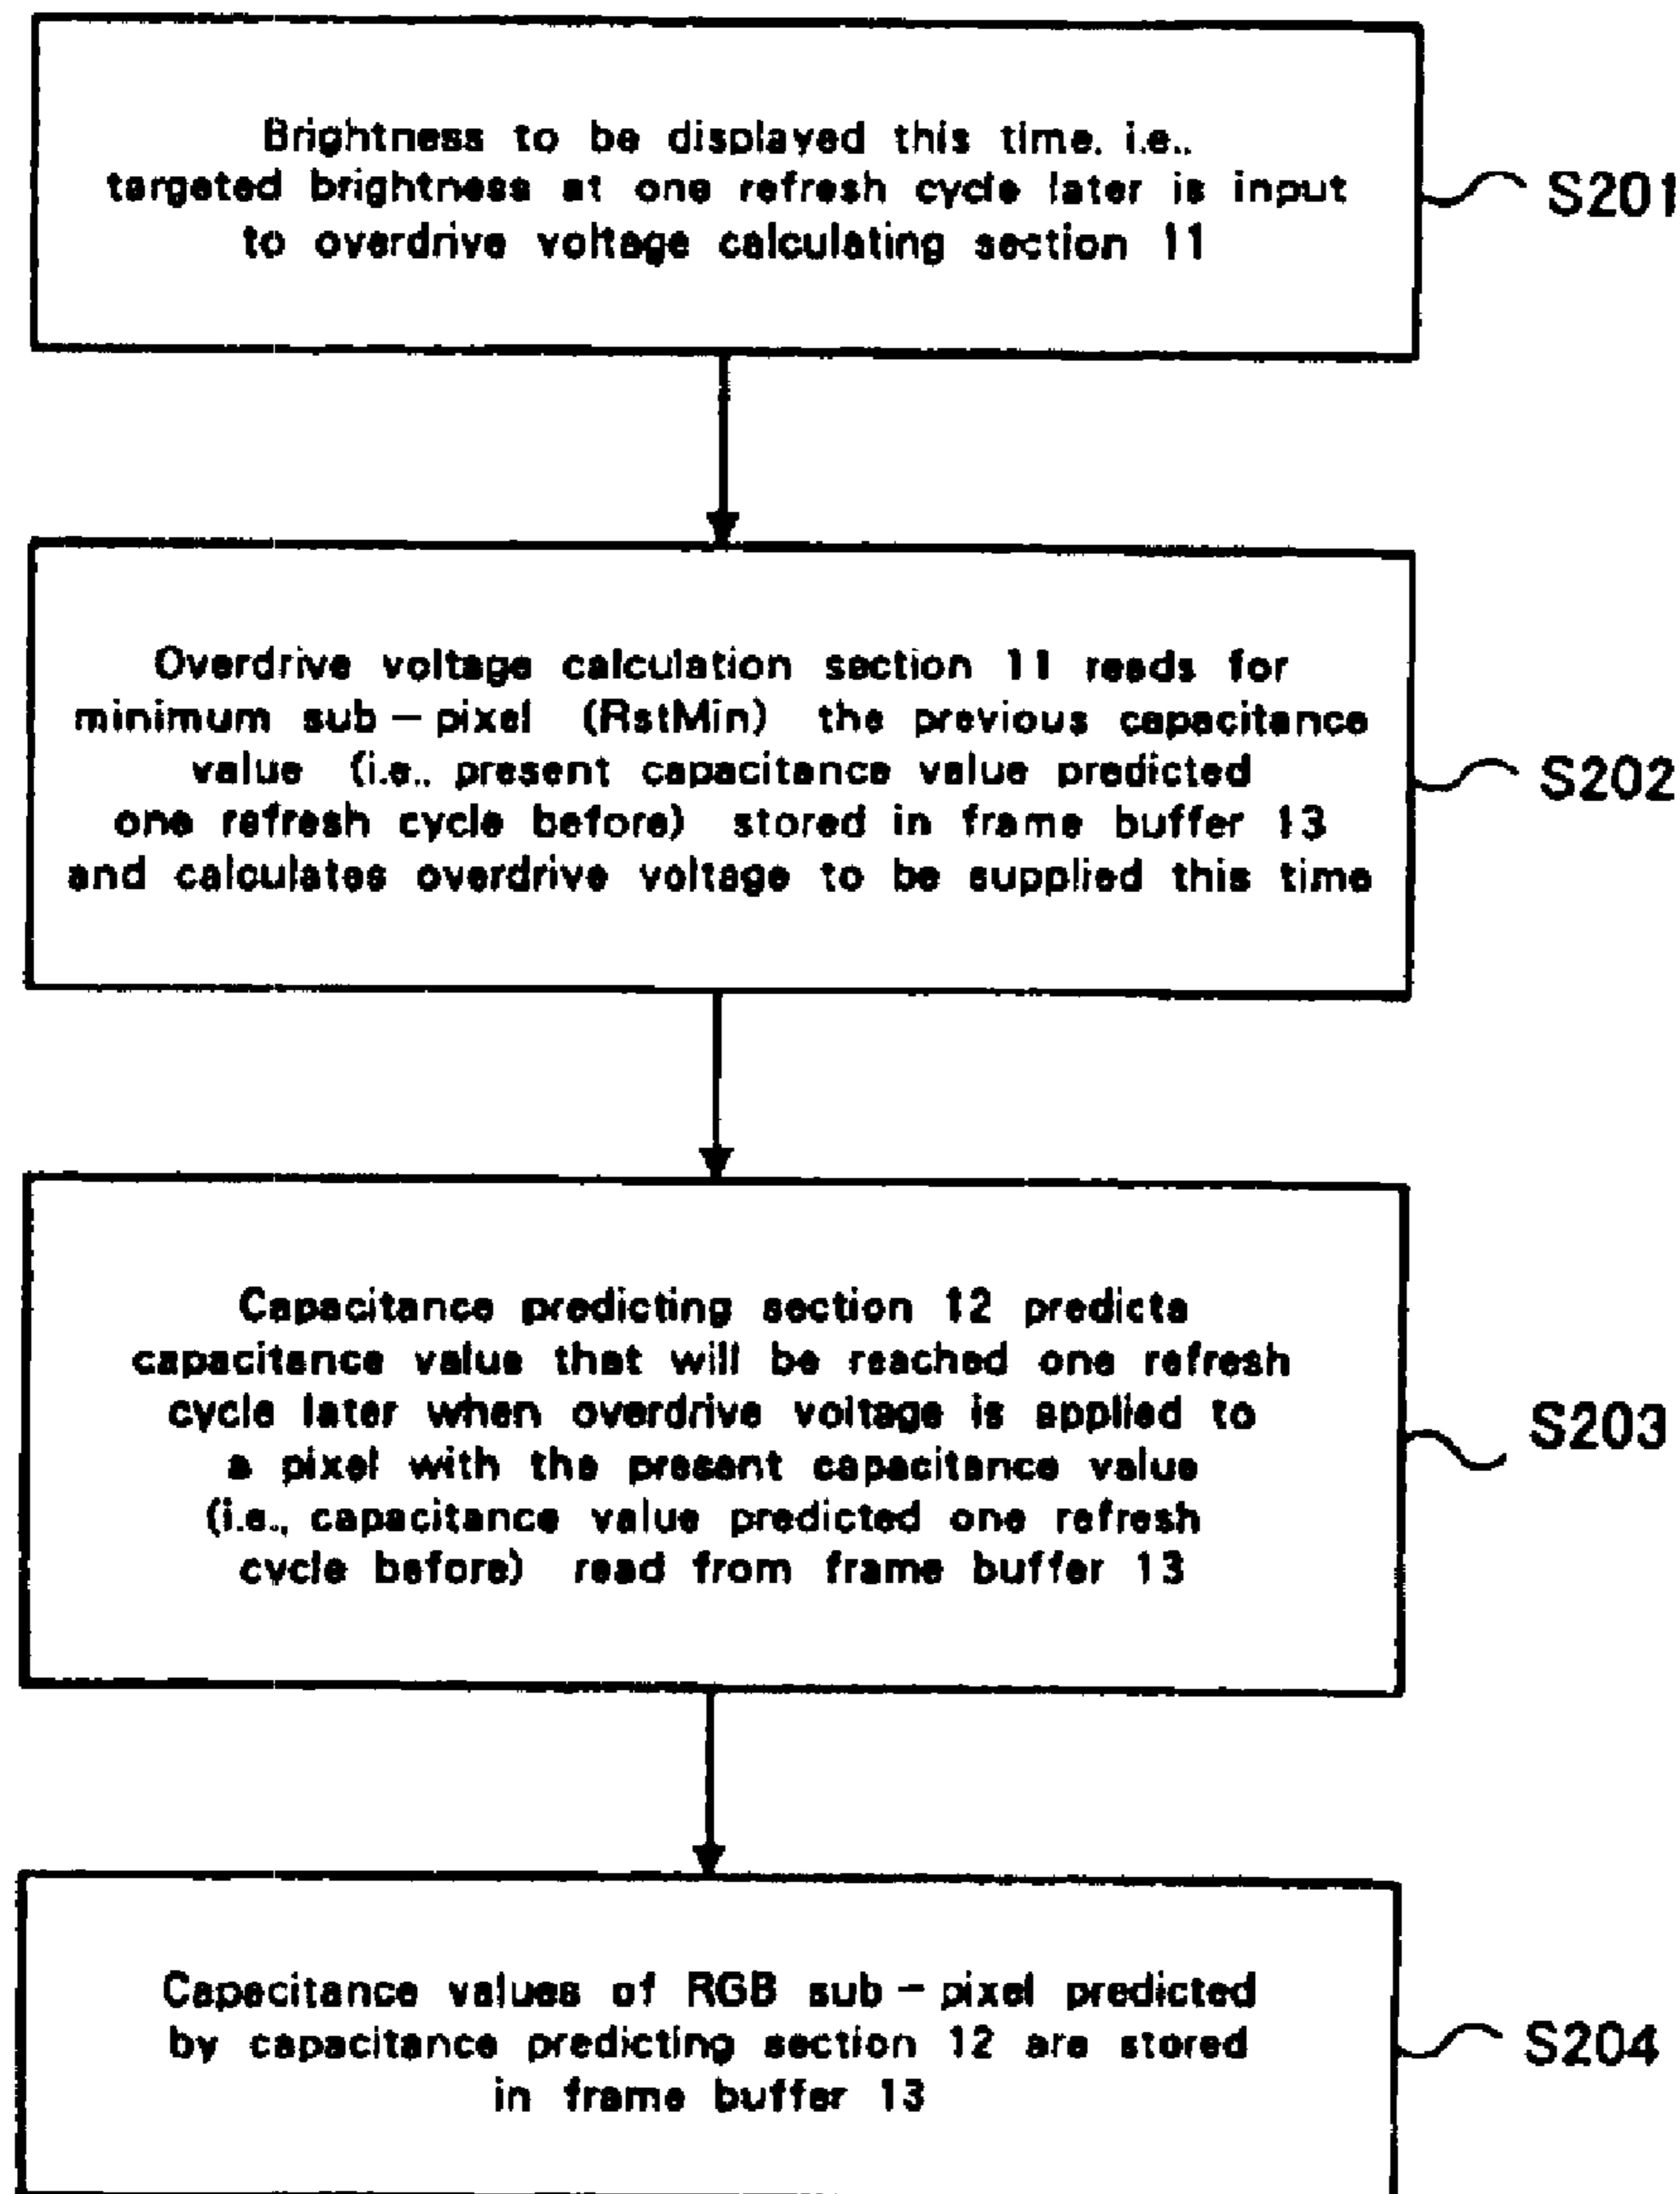 Brightness to be displayed this time, i.e.,
targeted brightness at one refresh cycle later is input
to overdrive voltage calculating section 11
S201
Overdrive voltage calculation section 11 reads for
minimum sub-pixel (RstMin) the previous capacitance
value (i.e., present capacitance value predicted
one refresh cycle before) stored in frame buffer 13
and calculates overdrive voltage to be supplied this time
S202
Capacitance predicting section 12 predicts
capacitance value that will be reached one refresh
cycle later when overdrive voltage is applied to
a pixel with the present capacitance value
(i.e., capacitance value predicted one refresh
cycle before) read from frame buffer 13
S203
Capacitance values of RGB sub-pixel predicted
by capacitance predicting section 12 are stored
in frame buffer 13
S204